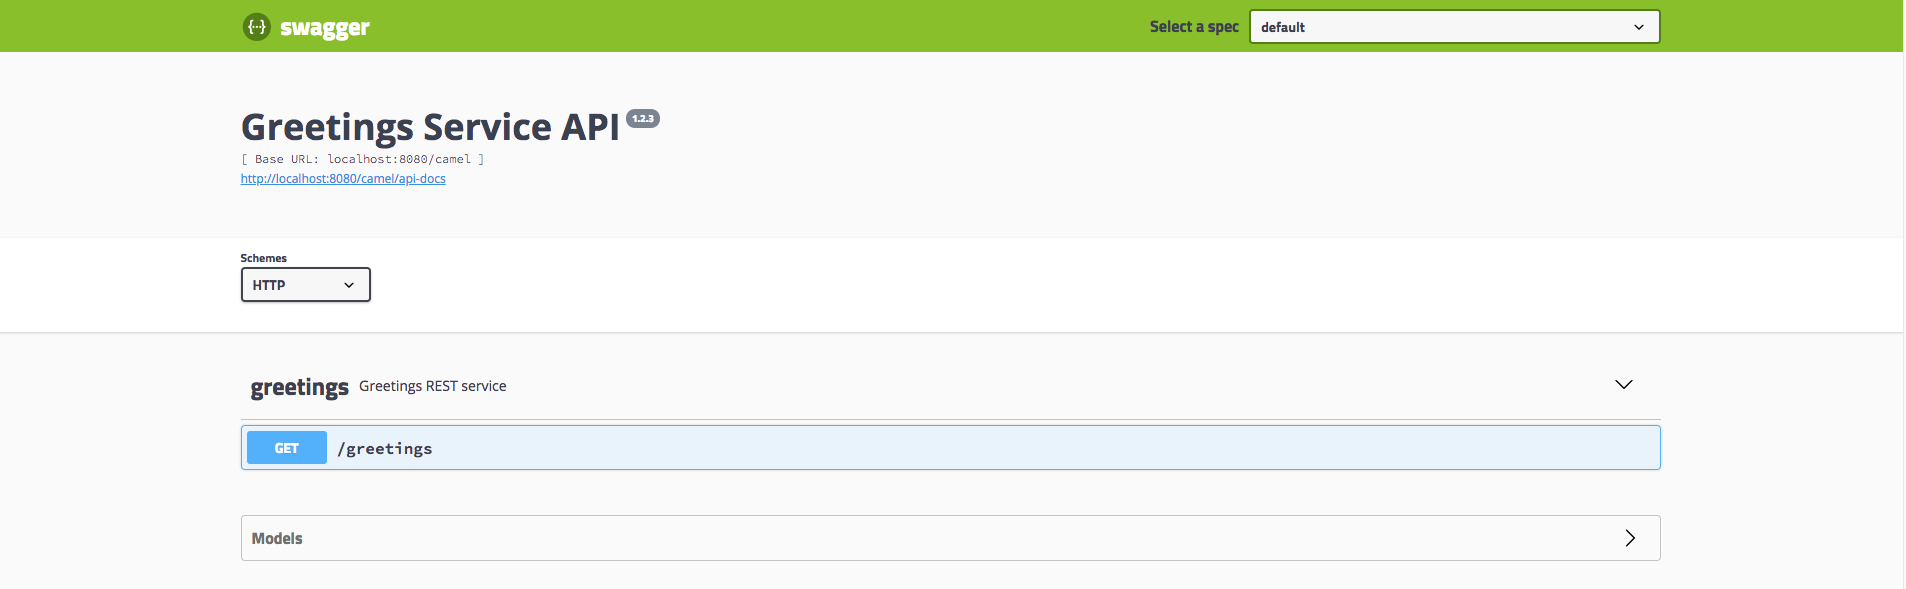 {···} swagger
Select a spec default
Greetings Service API 1.2.3
[ Base URL: localhost:8080/camel ]
http://localhost:8080/camel/api-docs
Schemes
HTTP
greetings Greetings REST service
GET /greetings
Models